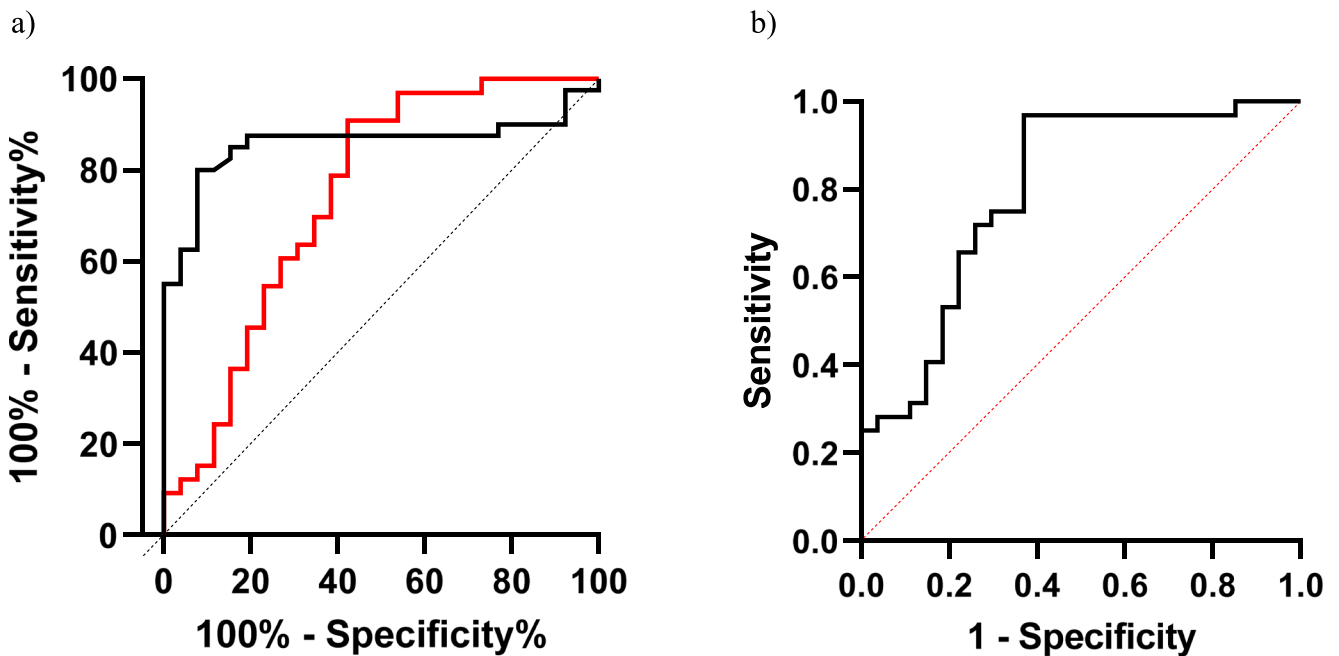 a)
100% - Sensitivity%
100
80
60
40
20
0
0 20 40 60 80 100
100% - Specificity%
b)
Sensitivity
1.0
0.8
0.6
0.4
0.2
0.0
0.0 0.2 0.4 0.6 0.8 1.0
1 - Specificity